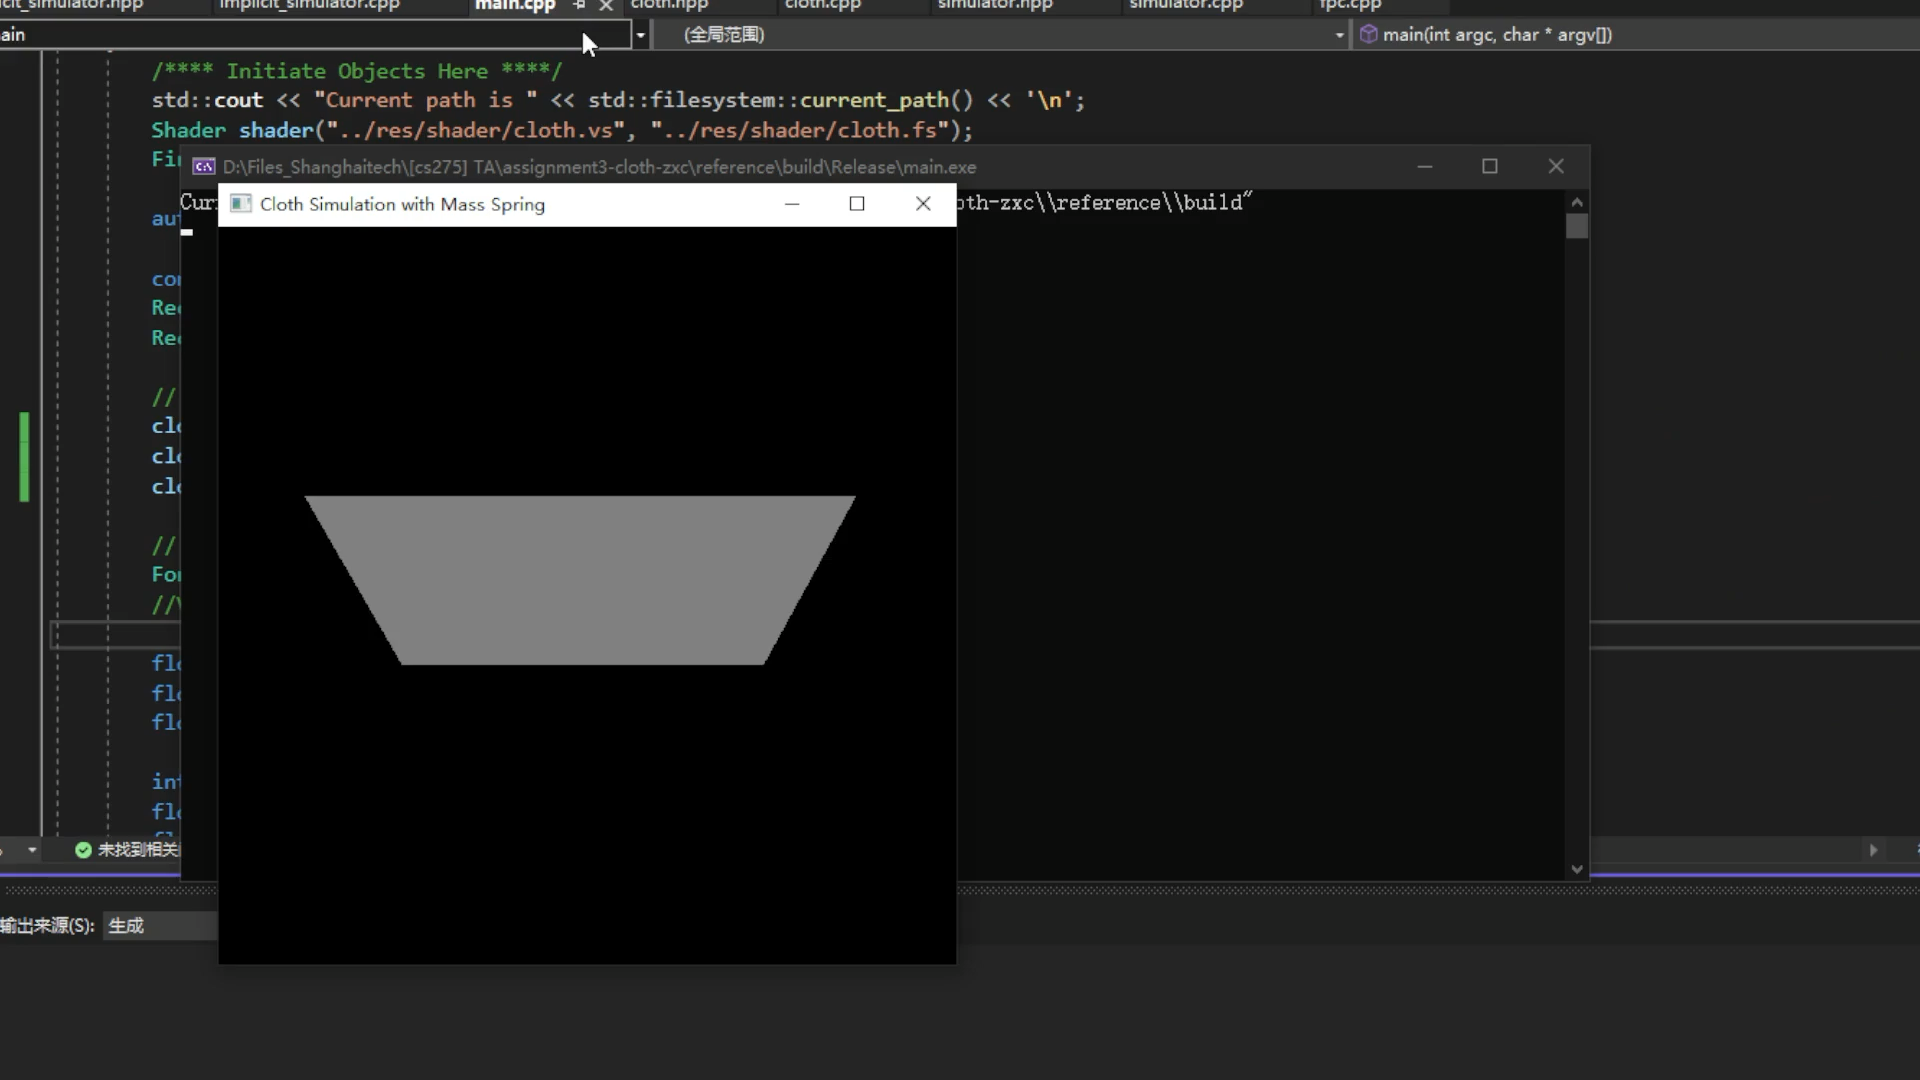 implicit_simulator.cpp
main.cpp
cloth.hpp
cloth.cpp
simulator.hpp
simulator.cpp
fpc.cpp
(全局范围)
main(int argc, char * argv[])
/**** Initiate Objects Here ****/
std::cout << "Current path is " << std::filesystem::current_path() << '\n';
Shader shader("../res/shader/cloth.vs", "../res/shader/cloth.fs");
D:\Files_Shanghaitech\[cs275] TA\assignment3-cloth-zxc\reference\build\Release\main.exe
Cloth Simulation with Mass Spring
oth-zxc\\reference\\build"
//
//
//
未找到相关
输出来源(S):
生成